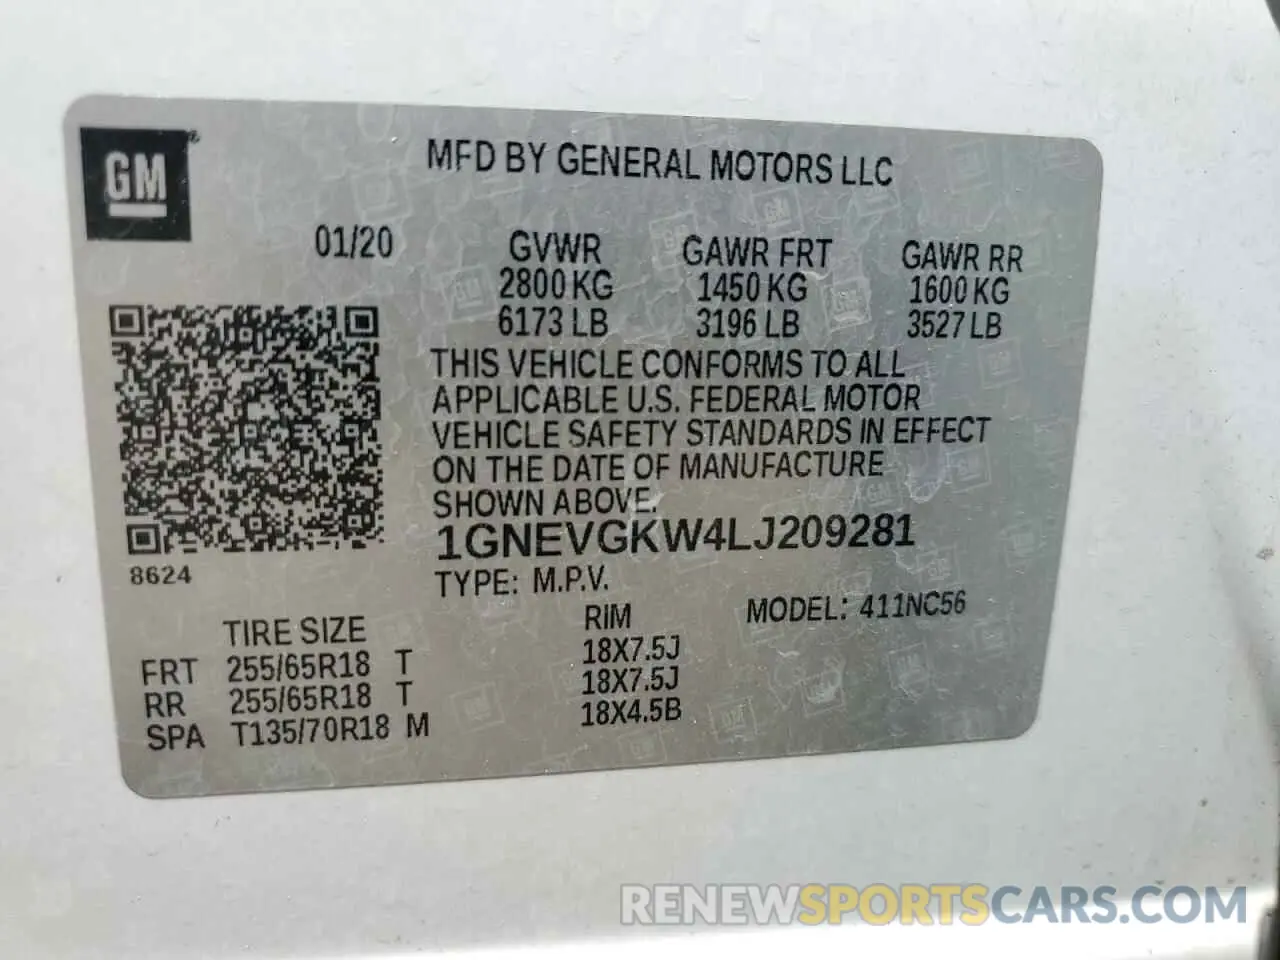 GM
MFD BY GENERAL MOTORS LLC
01/20
GVWR GAWR FRT GAWR RR
2800 KG 1450 KG 1600 KG
6173 LB 3196 LB 3527 LB
THIS VEHICLE CONFORMS TO ALL
APPLICABLE U.S. FEDERAL MOTOR
VEHICLE SAFETY STANDARDS IN EFFECT
ON THE DATE OF MANUFACTURE
SHOWN ABOVE.
1GNEVGKW4LJ209281
8624
TYPE: M.P.V.
MODEL: 411NC56
TIRE SIZE RIM
FRT 255/65R18 T 18X7.5J
RR 255/65R18 T 18X7.5J
SPA T135/70R18 M 18X4.5B
RENEWSPORTSCARS.COM